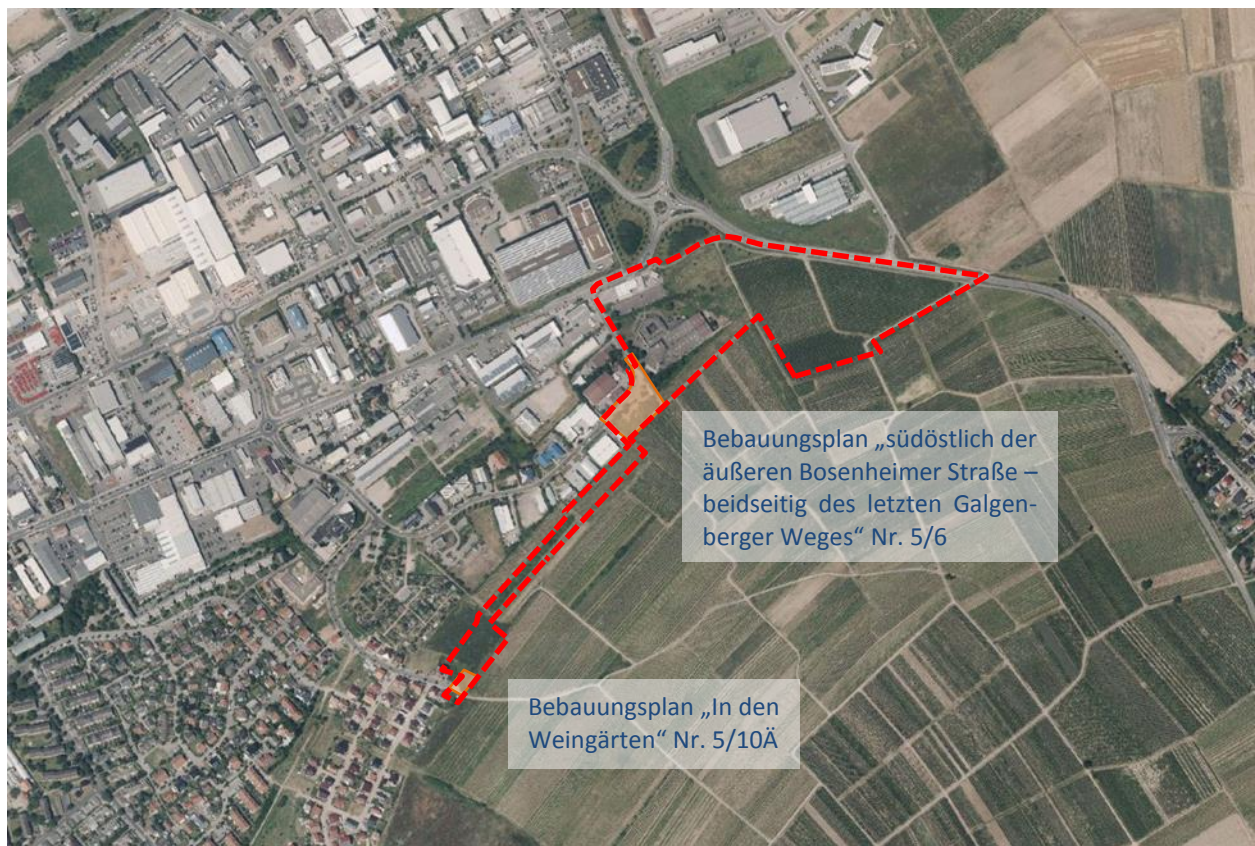 Bebauungsplan „südöstlich der
äußeren Bosenheimer Straße –
beidseitig des letzten Galgen-
berger Weges“ Nr. 5/6
Bebauungsplan „In den
Weingärten“ Nr. 5/10Ä